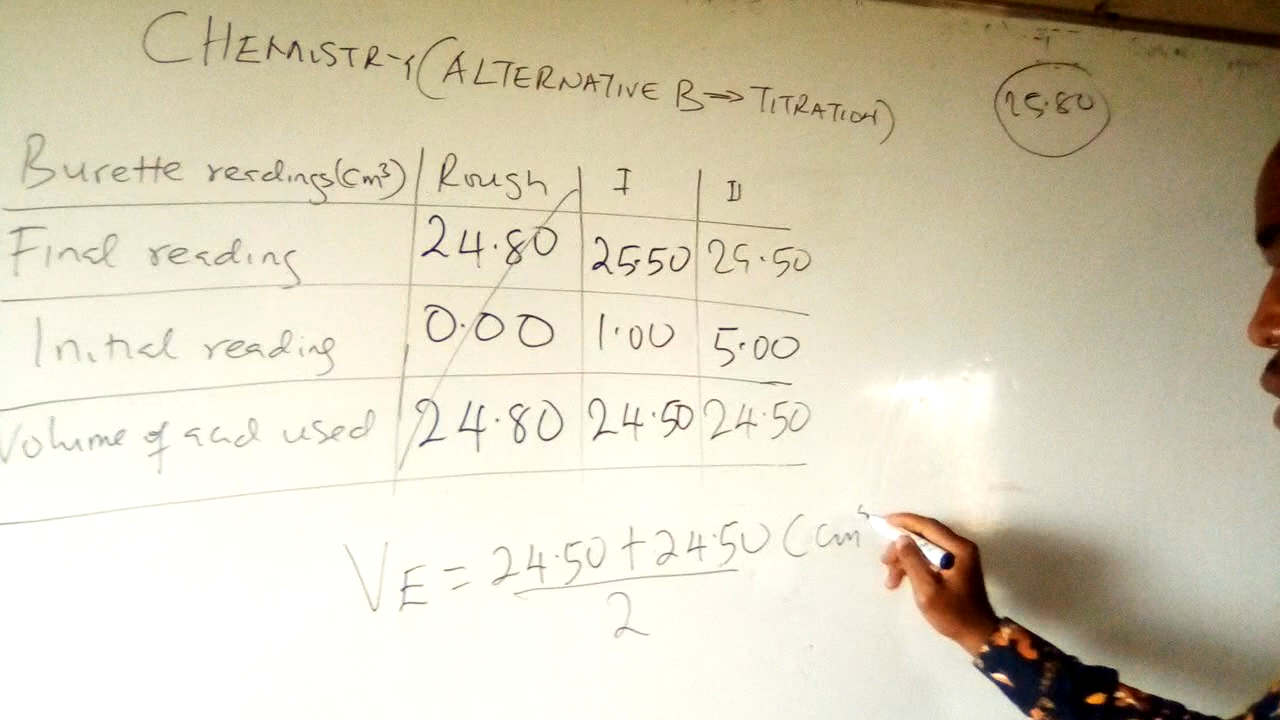 CHEMISTRY (ALTERNATIVE B => TITRATION)
25.80
Burette readings (cm³) Rough I II
Final reading 24.80 25.50 29.50
Initial reading 0.00 1.00 5.00
Volume of acid used 24.80 24.50 24.50
VE = 24.50 + 24.50 (cm³
2